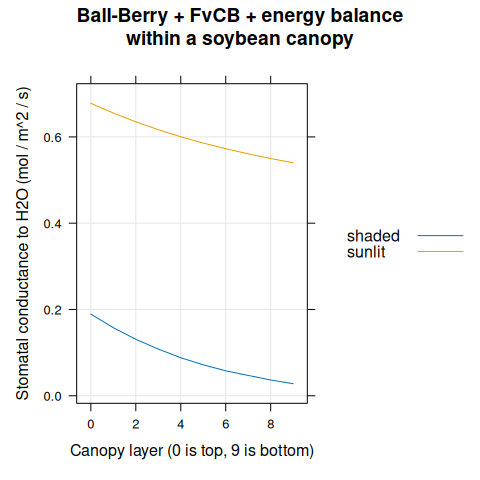 Ball-Berry + FvCB + energy balance
within a soybean canopy
Stomatal conductance to H2O (mol / m^2 / s)
0.6
0.4
0.2
0.0
0 2 4 6 8
Canopy layer (0 is top, 9 is bottom)
shaded
sunlit